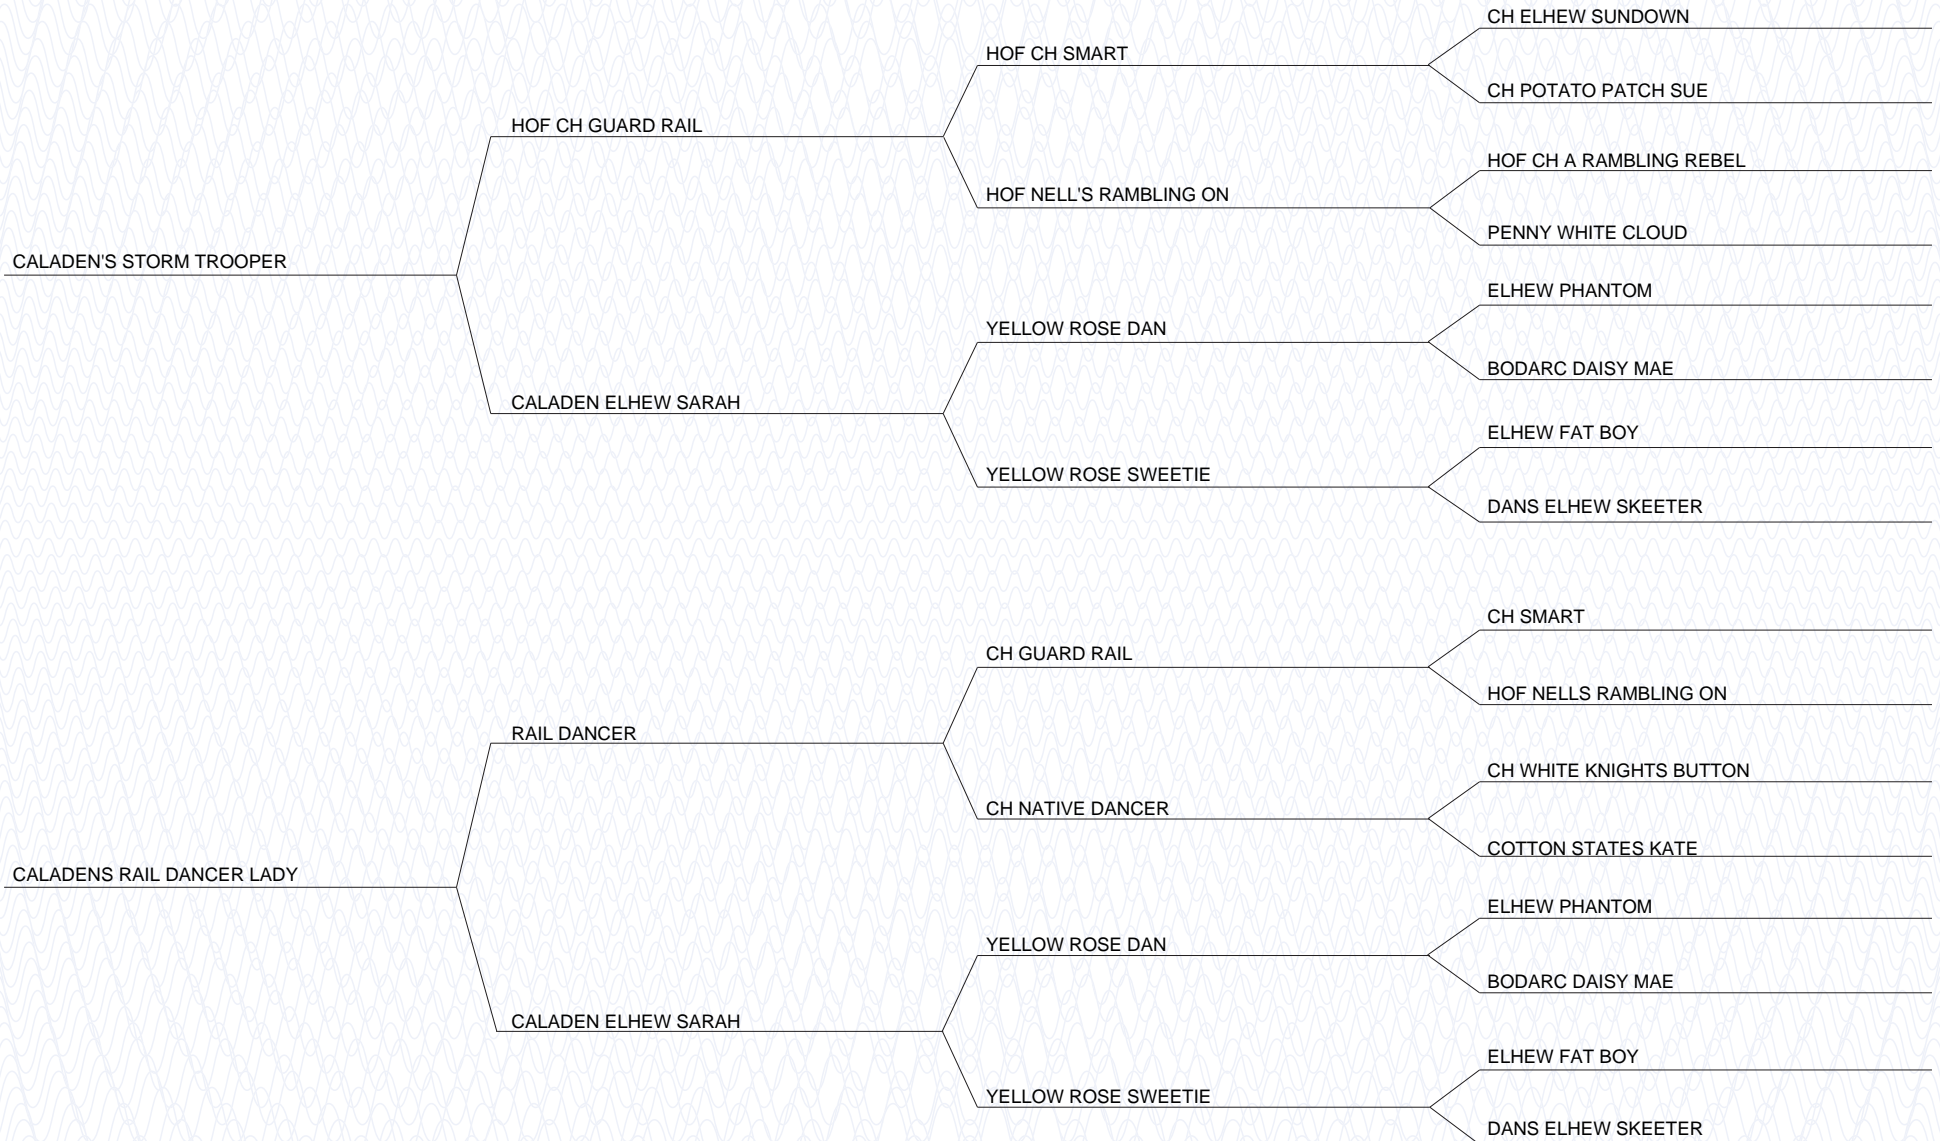 CH ELHEW SUNDOWN
HOF CH SMART
CH POTATO PATCH SUE
HOF CH GUARD RAIL
HOF CH A RAMBLING REBEL
HOF NELL'S RAMBLING ON
PENNY WHITE CLOUD
CALADEN'S STORM TROOPER
ELHEW PHANTOM
YELLOW ROSE DAN
BODARC DAISY MAE
CALADEN ELHEW SARAH
ELHEW FAT BOY
YELLOW ROSE SWEETIE
DANS ELHEW SKEETER
CH SMART
CH GUARD RAIL
HOF NELLS RAMBLING ON
RAIL DANCER
CH WHITE KNIGHTS BUTTON
CH NATIVE DANCER
COTTON STATES KATE
CALADENS RAIL DANCER LADY
ELHEW PHANTOM
YELLOW ROSE DAN
BODARC DAISY MAE
CALADEN ELHEW SARAH
ELHEW FAT BOY
YELLOW ROSE SWEETIE
DANS ELHEW SKEETER